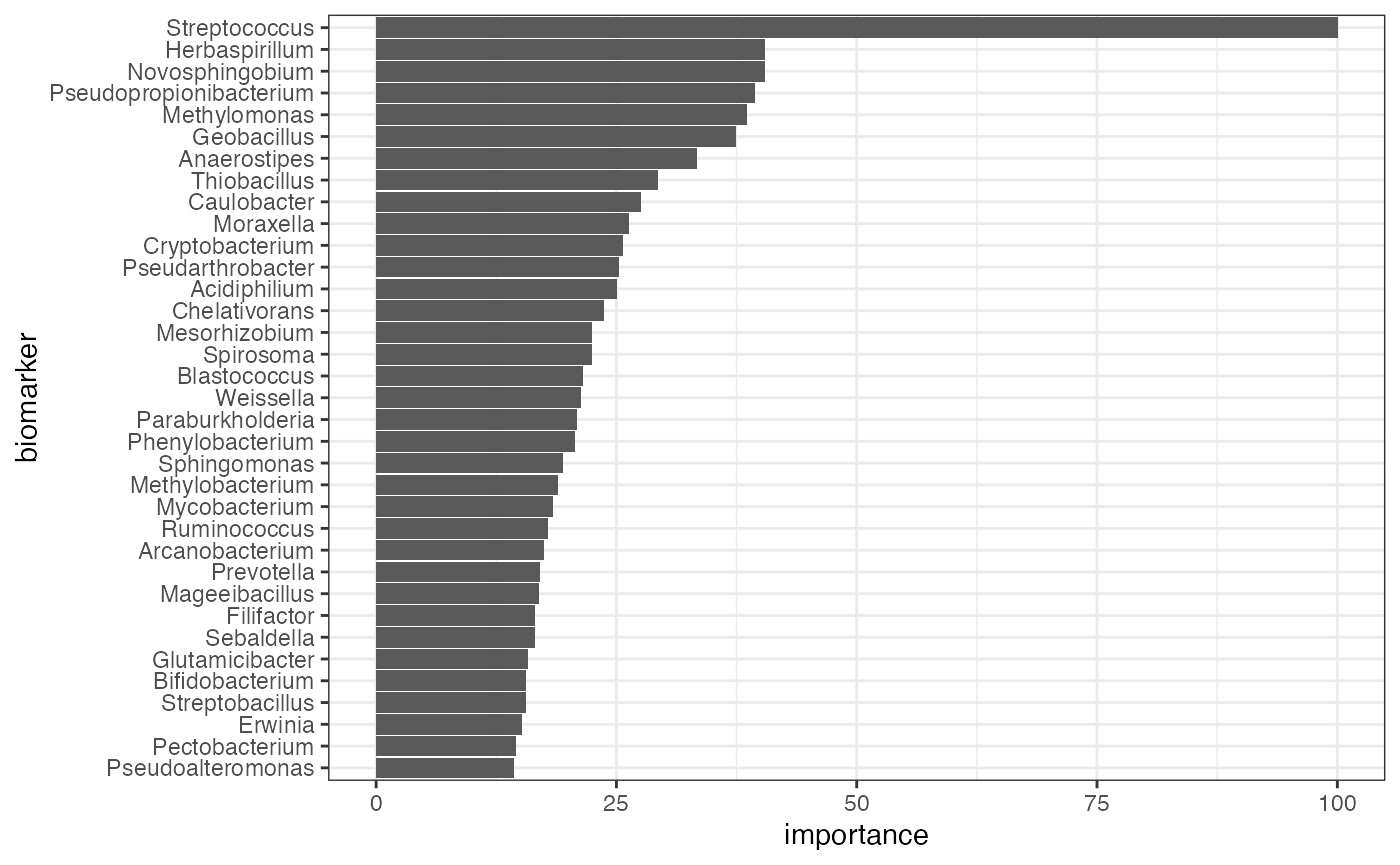 Streptococcus
Herbaspirillum
Novosphingobium
Pseudopropionibacterium
Methylomonas
Geobacillus
Anaerostipes
Thiobacillus
Caulobacter
Moraxella
Cryptobacterium
Pseudarthrobacter
Acidiphilium
Chelativorans
Mesorhizobium
Spirosoma
Blastococcus
Weissella
Paraburkholderia
Phenylobacterium
Sphingomonas
Methylobacterium
Mycobacterium
Ruminococcus
Arcanobacterium
Prevotella
Mageeibacillus
Filifactor
Sebaldella
Glutamicibacter
Bifidobacterium
Streptobacillus
Erwinia
Pectobacterium
Pseudoalteromonas
biomarker
0 25 50 75 100
importance